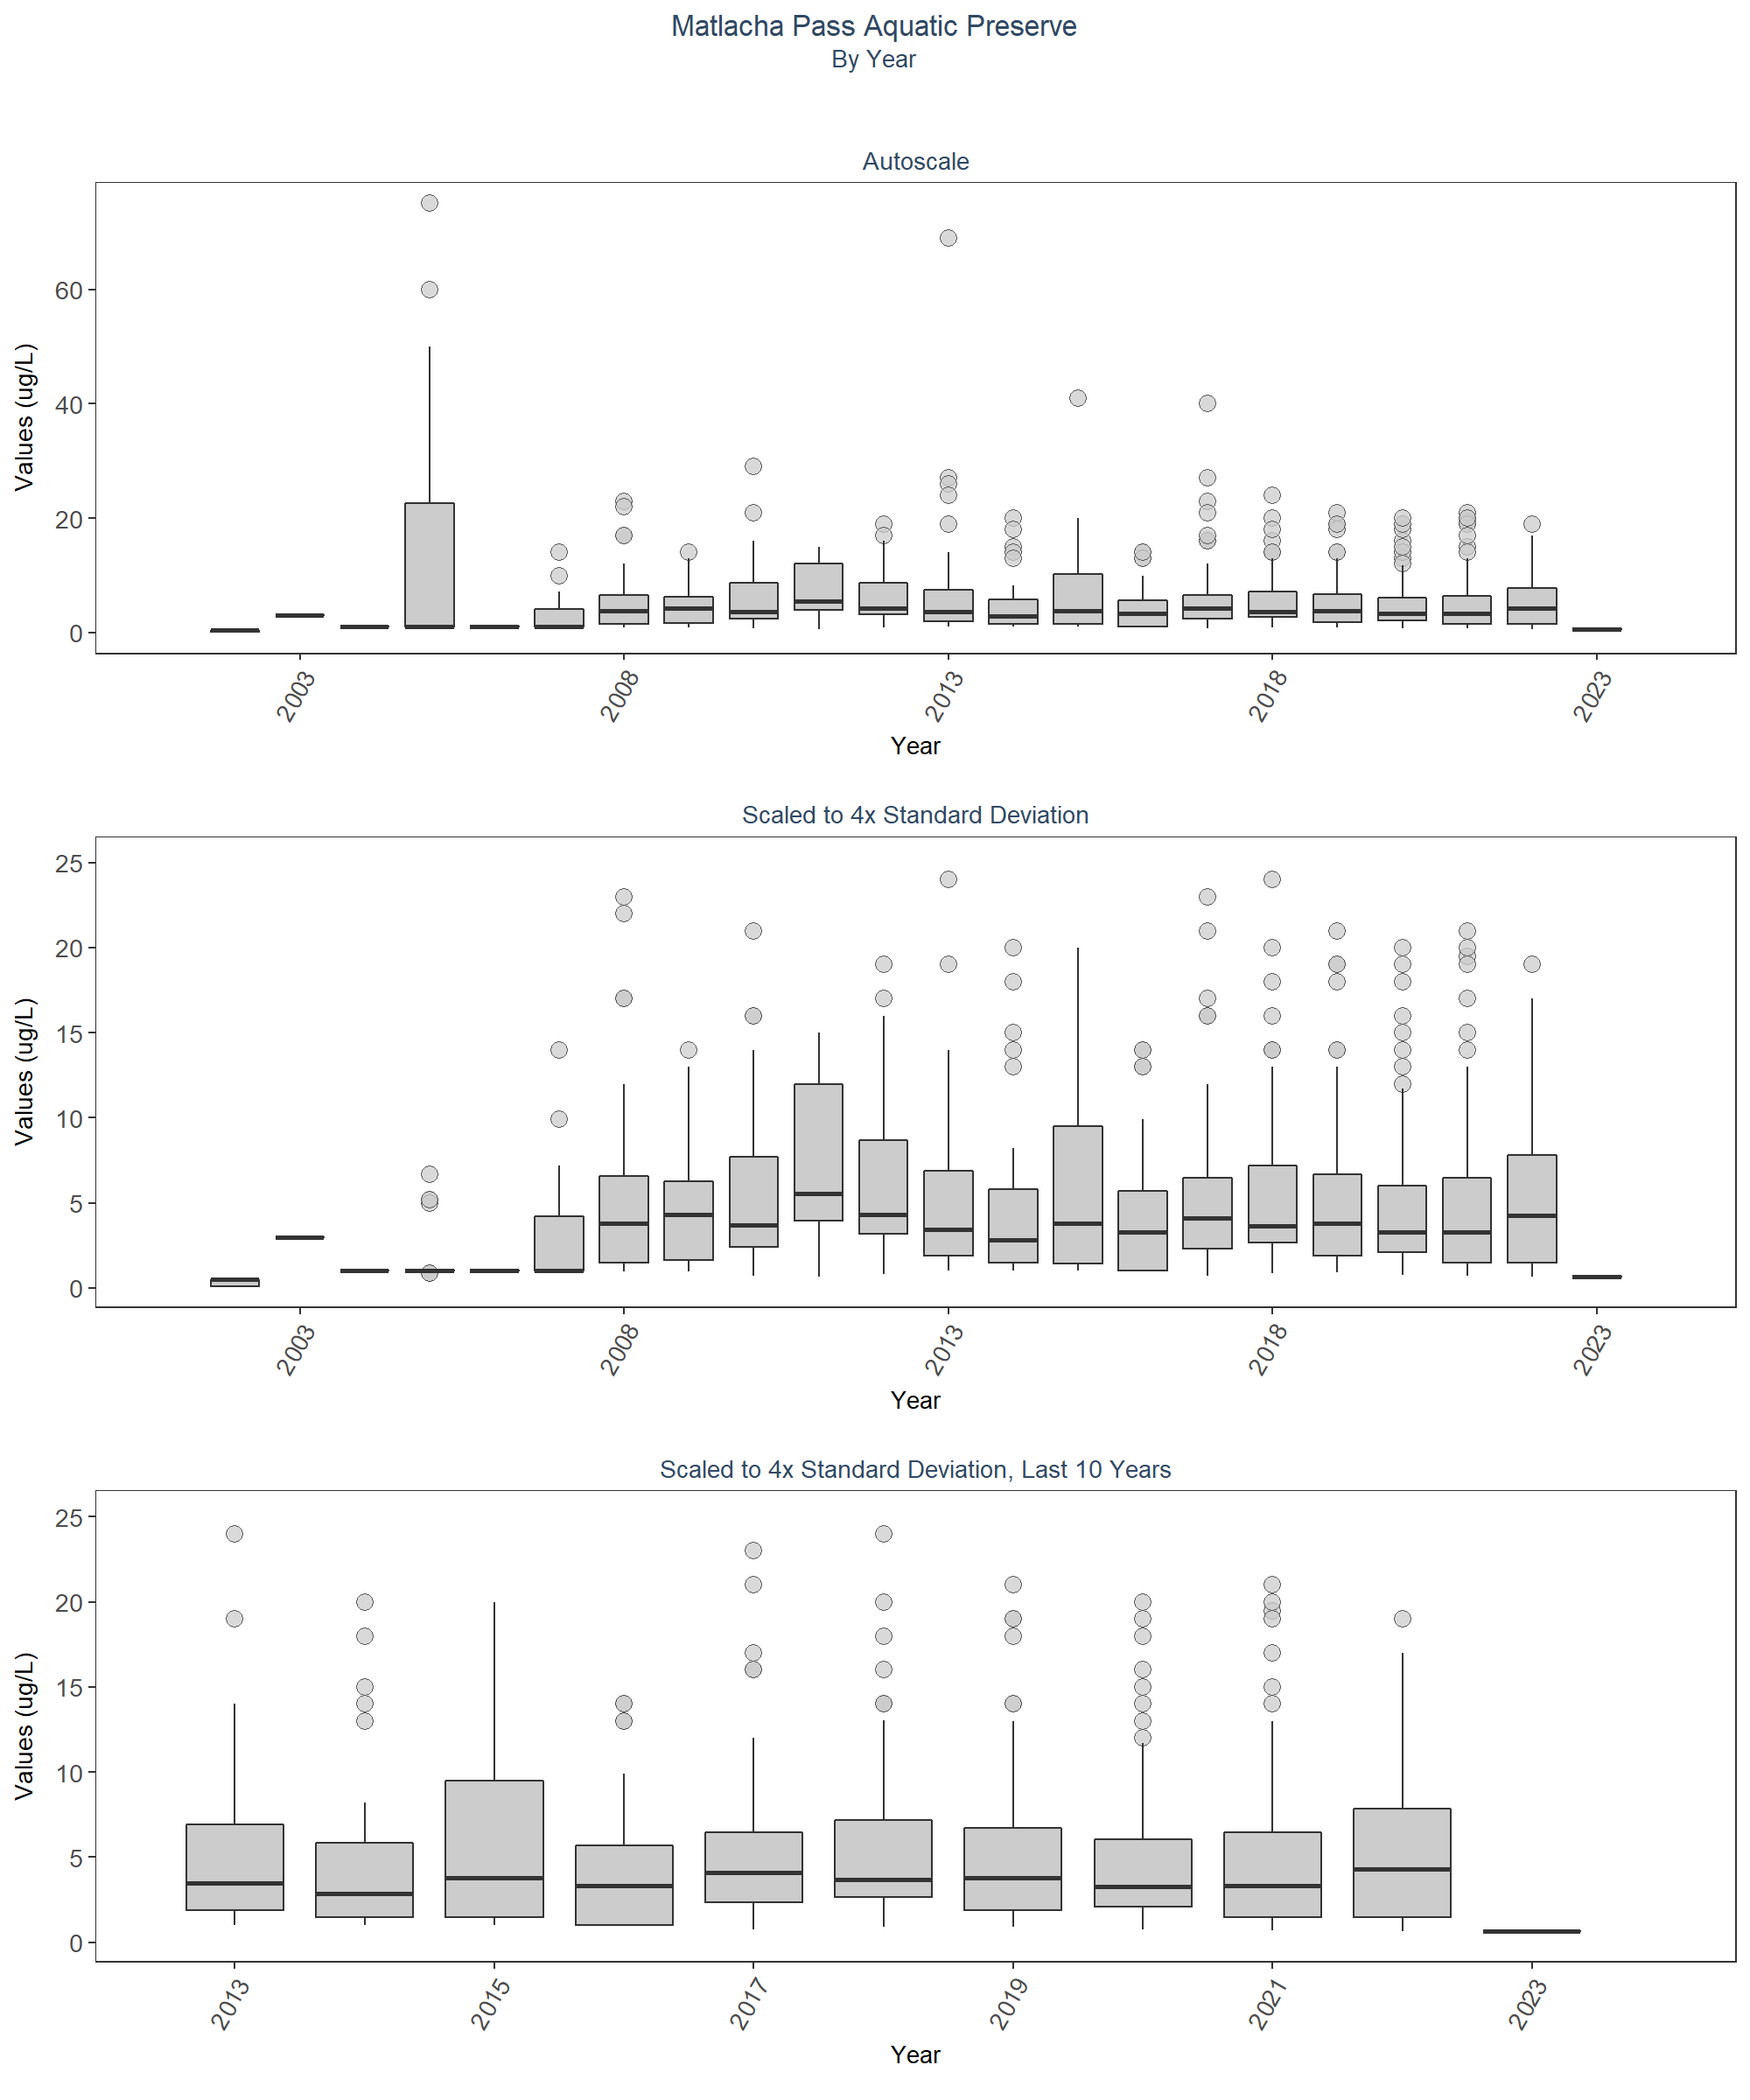 Matlacha Pass Aquatic Preserve
By Year
Autoscale
Values (ug/L)
60
40
20
0
2003 2008 2013 2018 2023
Year
Scaled to 4x Standard Deviation
Values (ug/L)
25
20
15
10
5
0
2003 2008 2013 2018 2023
Year
Scaled to 4x Standard Deviation, Last 10 Years
Values (ug/L)
25
20
15
10
5
0
2013 2015 2017 2019 2021 2023
Year